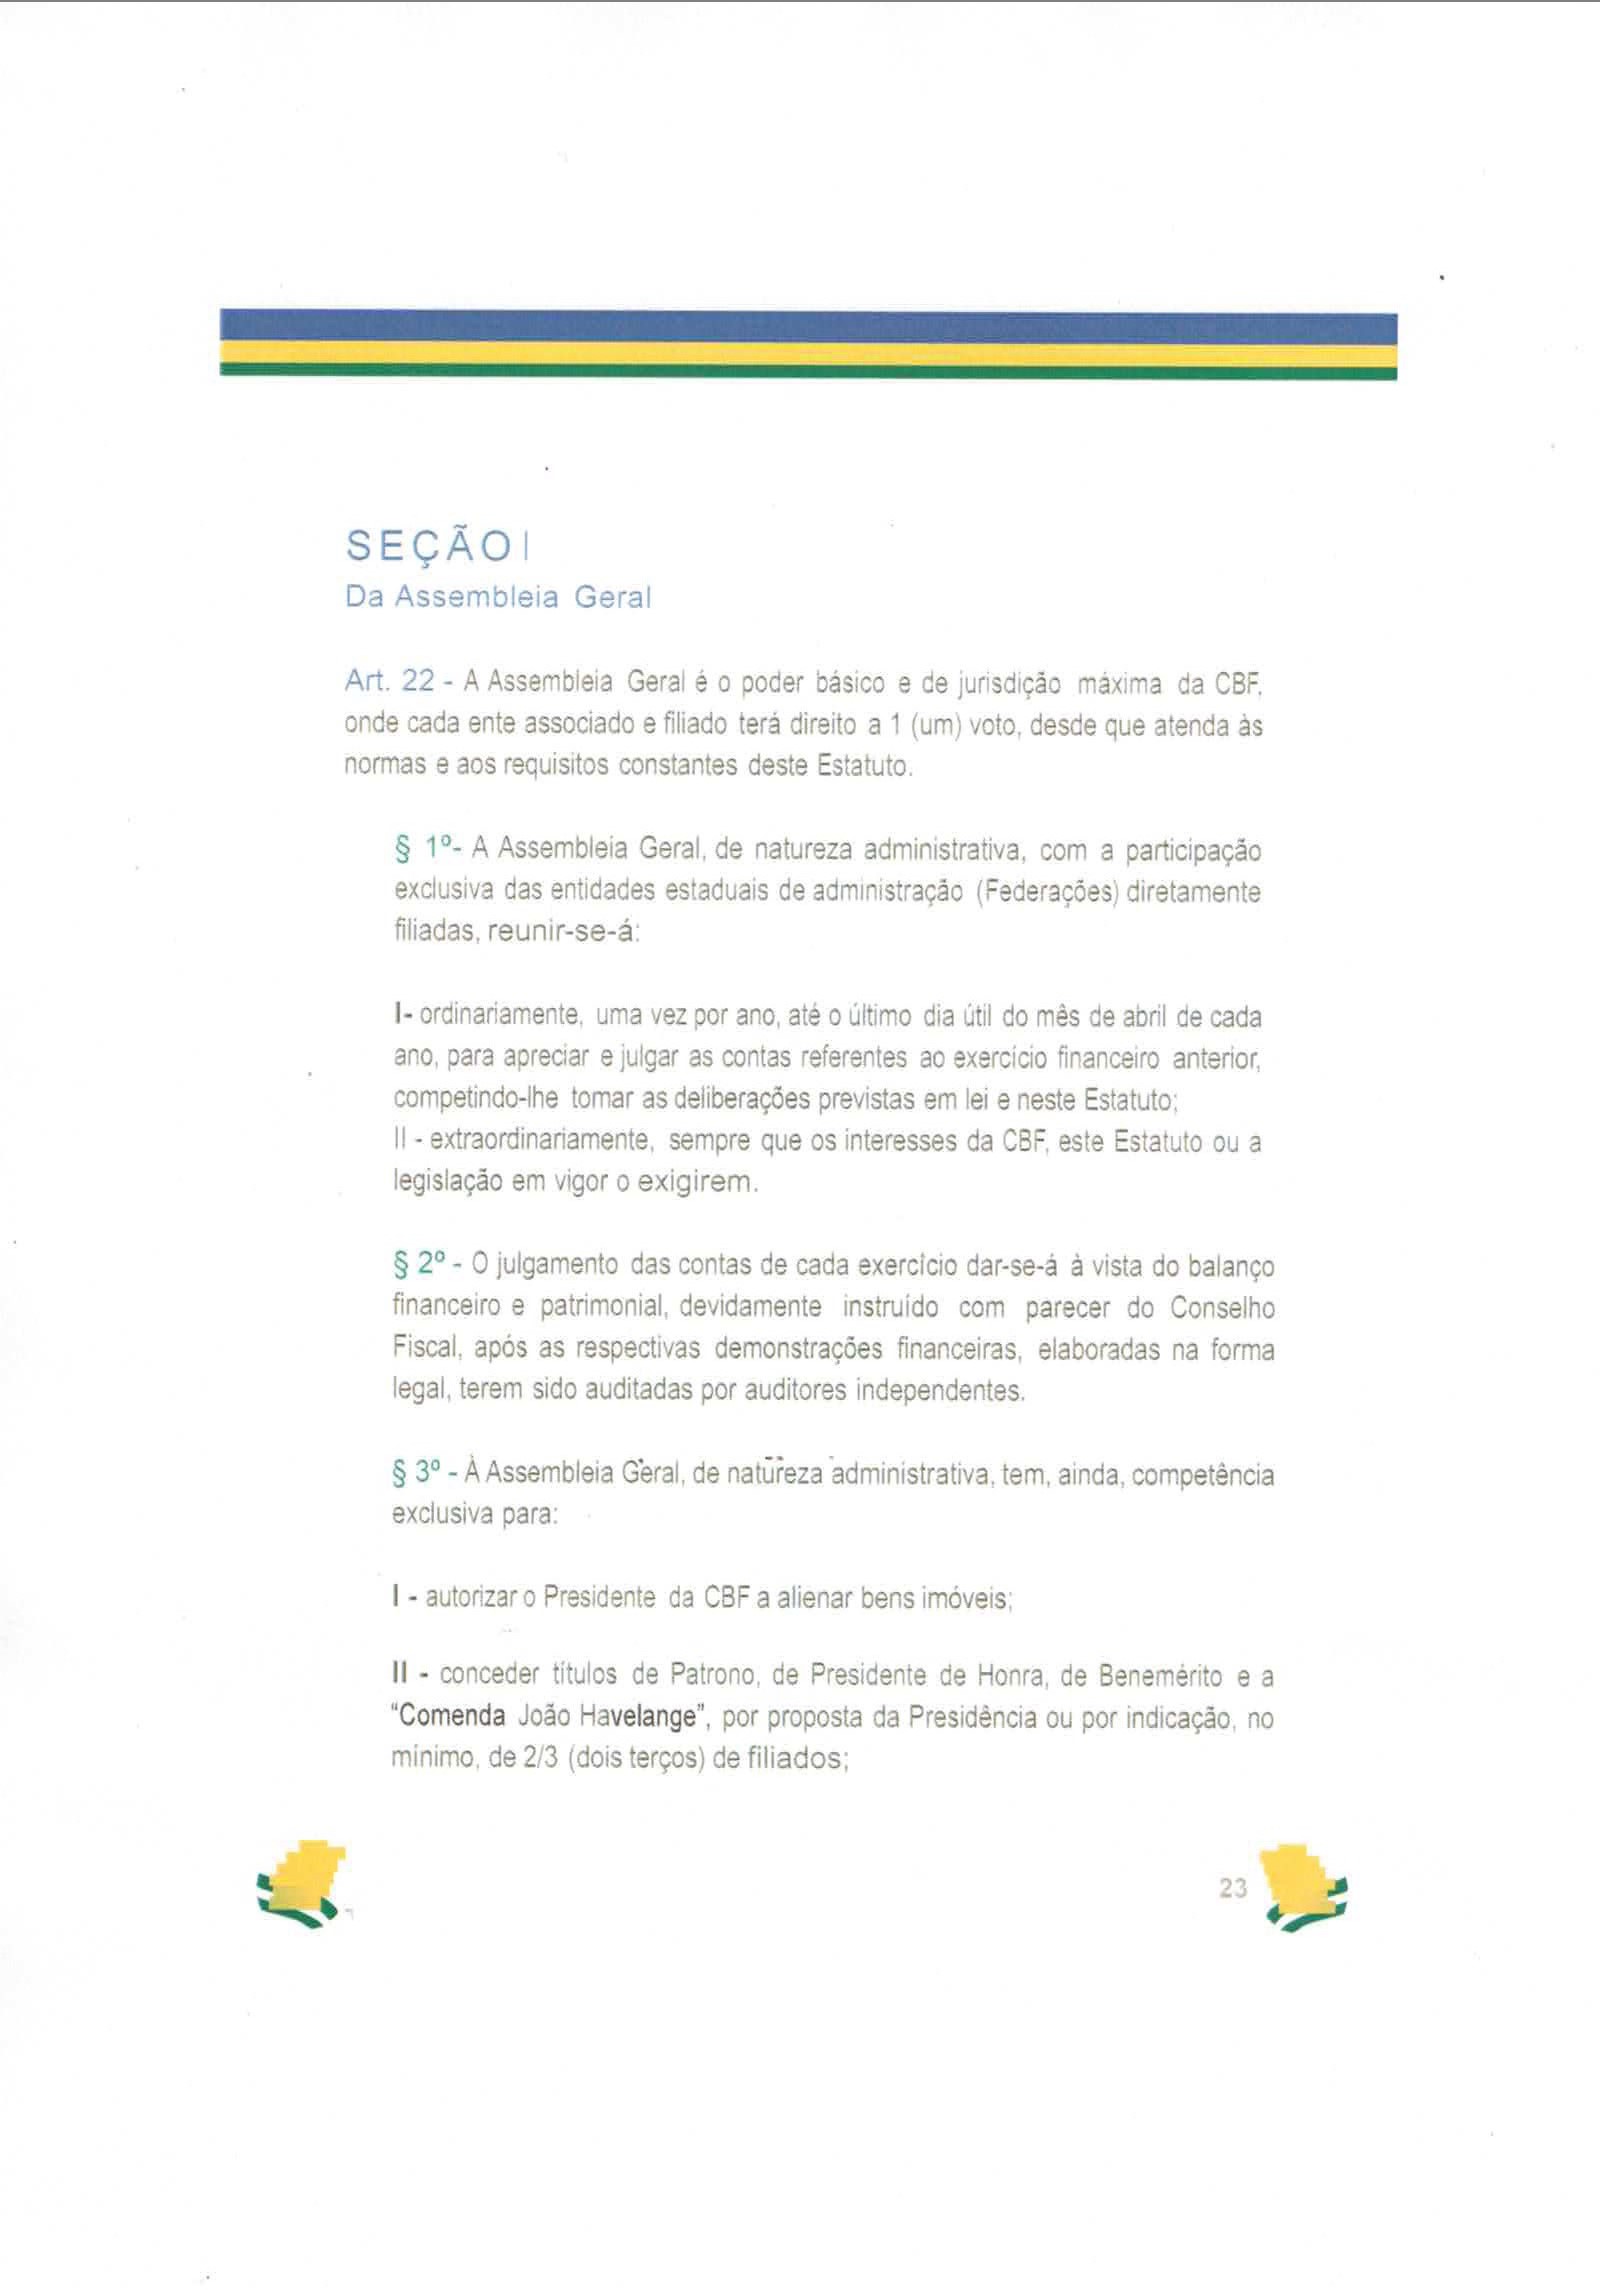 SEÇÃO I
Da Assembleia Geral
Art. 22 - A Assembleia Geral é o poder básico e de jurisdição máxima da CBF,
onde cada ente associado e filiado terá direito a 1 (um) voto, desde que atenda às
normas e aos requisitos constantes deste Estatuto.
§ 1º- A Assembleia Geral, de natureza administrativa, com a participação
exclusiva das entidades estaduais de administração (Federações) diretamente
filiadas, reunir-se-á:
I- ordinariamente, uma vez por ano, até o último dia útil do mês de abril de cada
ano, para apreciar e julgar as contas referentes ao exercício financeiro anterior,
competindo-lhe tomar as deliberações previstas em lei e neste Estatuto;
II - extraordinariamente, sempre que os interesses da CBF, este Estatuto ou a
legislação em vigor o exigirem.
§ 2º - O julgamento das contas de cada exercício dar-se-á à vista do balanço
financeiro e patrimonial, devidamente instruído com parecer do Conselho
Fiscal, após as respectivas demonstrações financeiras, elaboradas na forma
legal, terem sido auditadas por auditores independentes.
§ 3º - À Assembleia Geral, de natureza administrativa, tem, ainda, competência
exclusiva para:
I - autorizar o Presidente da CBF a alienar bens imóveis;
II - conceder títulos de Patrono, de Presidente de Honra, de Benemérito e a
“Comenda João Havelange”, por proposta da Presidência ou por indicação, no
mínimo, de 2/3 (dois terços) de filiados;
23